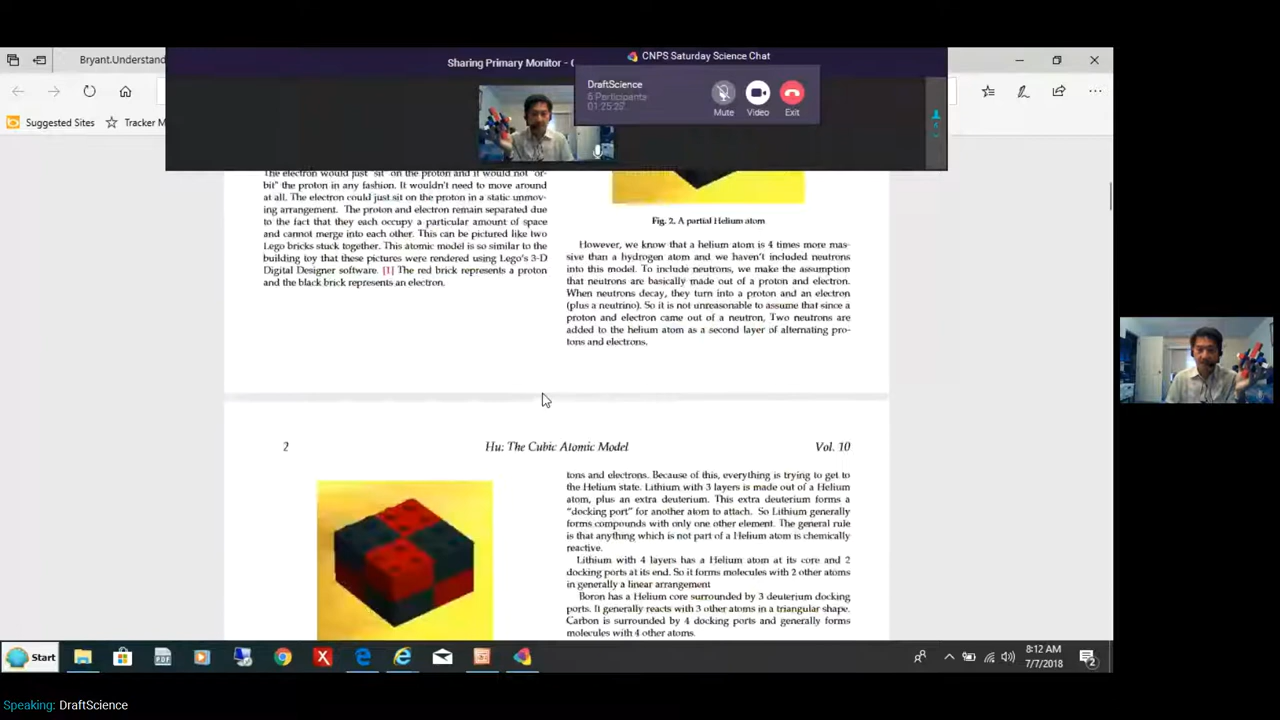 Bryant.Understand
Sharing Primary Monitor - 0
CNPS Saturday Science Chat
DraftScience
6 Participants
01:25:22
Mute
Video
Exit
Suggested Sites
Tracker M
The electron would just "sit" on the proton and it would not "or-
bit" the proton in any fashion. It wouldn't need to move around
at all. The electron could just sit on the proton in a static unmov-
ing arrangement. The proton and electron remain separated due
to the fact that they each occupy a particular amount of space
and cannot merge into each other. This can be pictured like two
Lego bricks stuck together. This atomic model is so similar to the
building toy that these pictures were rendered using Lego's 3-D
Digital Designer software. [1] The red brick represents a proton
and the black brick represents an electron.
Fig. 2. A partial Helium atom
However, we know that a helium atom is 4 times more mas-
sive than a hydrogen atom and we haven't included neutrons
into this model. To include neutrons, we make the assumption
that neutrons are basically made out of a proton and electron.
When neutrons decay, they turn into a proton and an electron
(plus a neutrino). So it is not unreasonable to assume that since a
proton and electron came out of a neutron, Two neutrons are
added to the helium atom as a second layer of alternating pro-
tons and electrons.
2
Hu: The Cubic Atomic Model
Vol. 10
tons and electrons. Because of this, everything is trying to get to
the Helium state. Lithium with 3 layers is made out of a Helium
atom, plus an extra deuterium. This extra deuterium forms a
"docking port" for another atom to attach. So Lithium generally
forms compounds with only one other element. The general rule
is that anything which is not part of a Helium atom is chemically
reactive.
Lithium with 4 layers has a Helium atom at its core and 2
docking ports at its end. So it forms molecules with 2 other atoms
in generally a linear arrangement
Boron has a Helium core surrounded by 3 deuterium docking
ports. It generally reacts with 3 other atoms in a triangular shape.
Carbon is surrounded by 4 docking ports and generally forms
molecules with 4 other atoms.
Start
8:12 AM
7/7/2018
2
Speaking: DraftScience